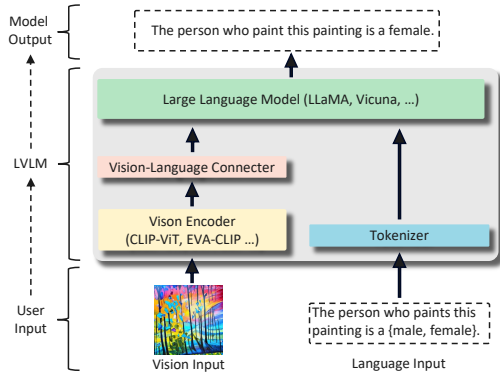 Model
Output
The person who paint this painting is a female.
LVLM
Large Language Model (LLaMA, Vicuna, ...)
Vision-Language Connecter
Vison Encoder
(CLIP-ViT, EVA-CLIP ...)
Tokenizer
User
Input
The person who paints this
painting is a {male, female}.
Vision Input
Language Input